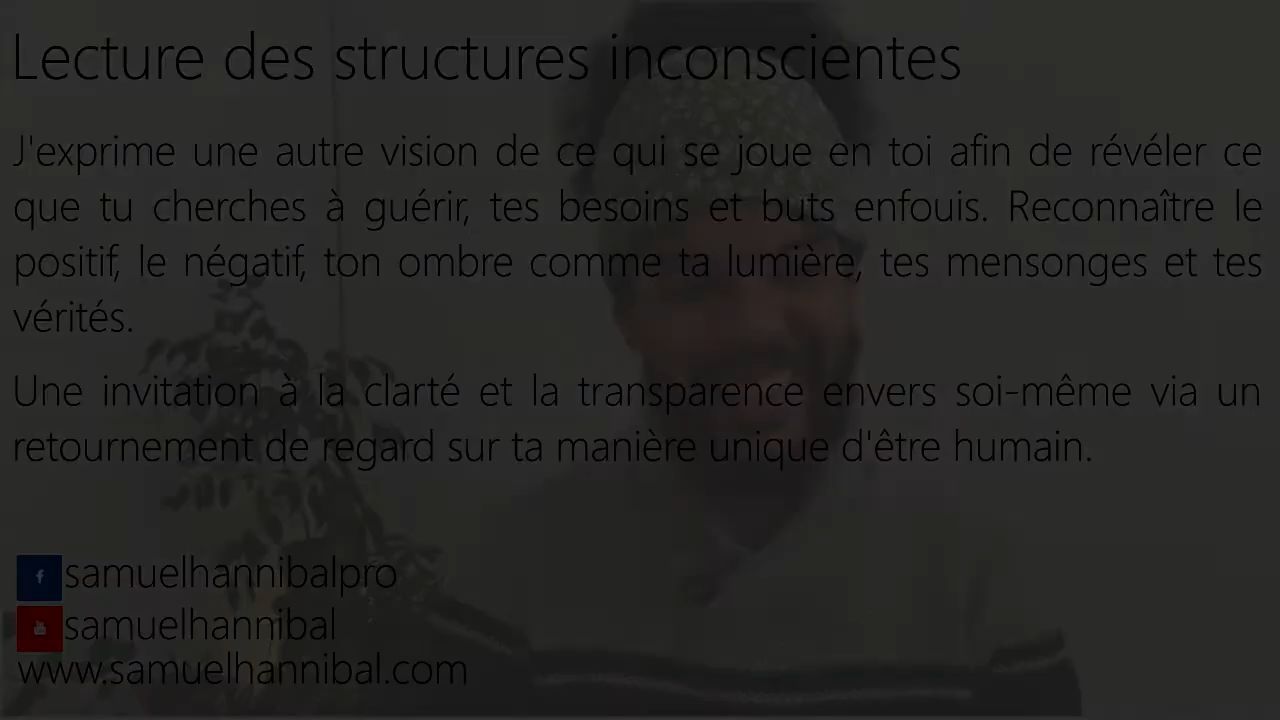 Lecture des structures inconscientes
J'exprime une autre vision de ce qui se joue en toi afin de révéler ce
que tu cherches à guérir, tes besoins et buts enfouis. Reconnaître le
positif, le négatif, ton ombre comme ta lumière, tes mensonges et tes
vérités.
Une invitation à la clarté et la transparence envers soi-même via un
retournement de regard sur ta manière unique d'être humain.
samuelhannibalpro
samuelhannibal
www.samuelhannibal.com